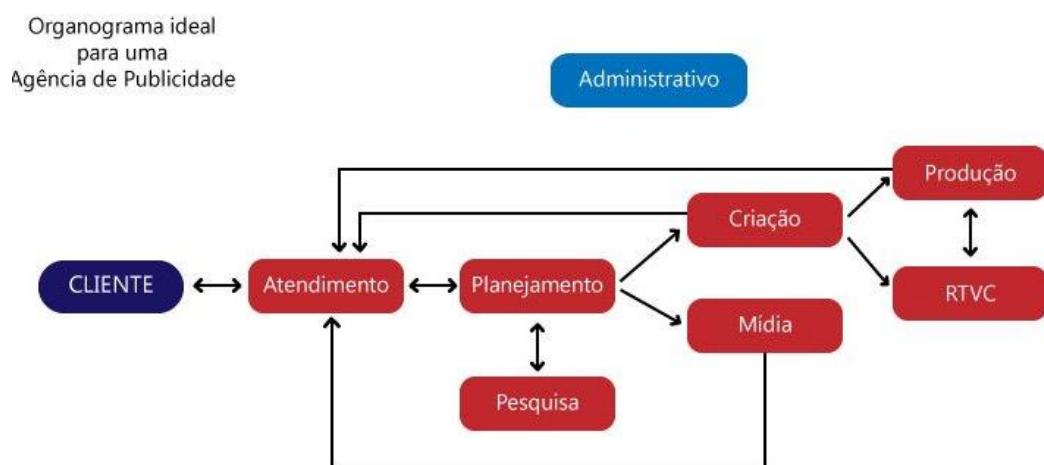 Organograma ideal
para uma
Agência de Publicidade
Administrativo
Produção
Criação
CLIENTE
Atendimento
Planejamento
RTVC
Mídia
Pesquisa